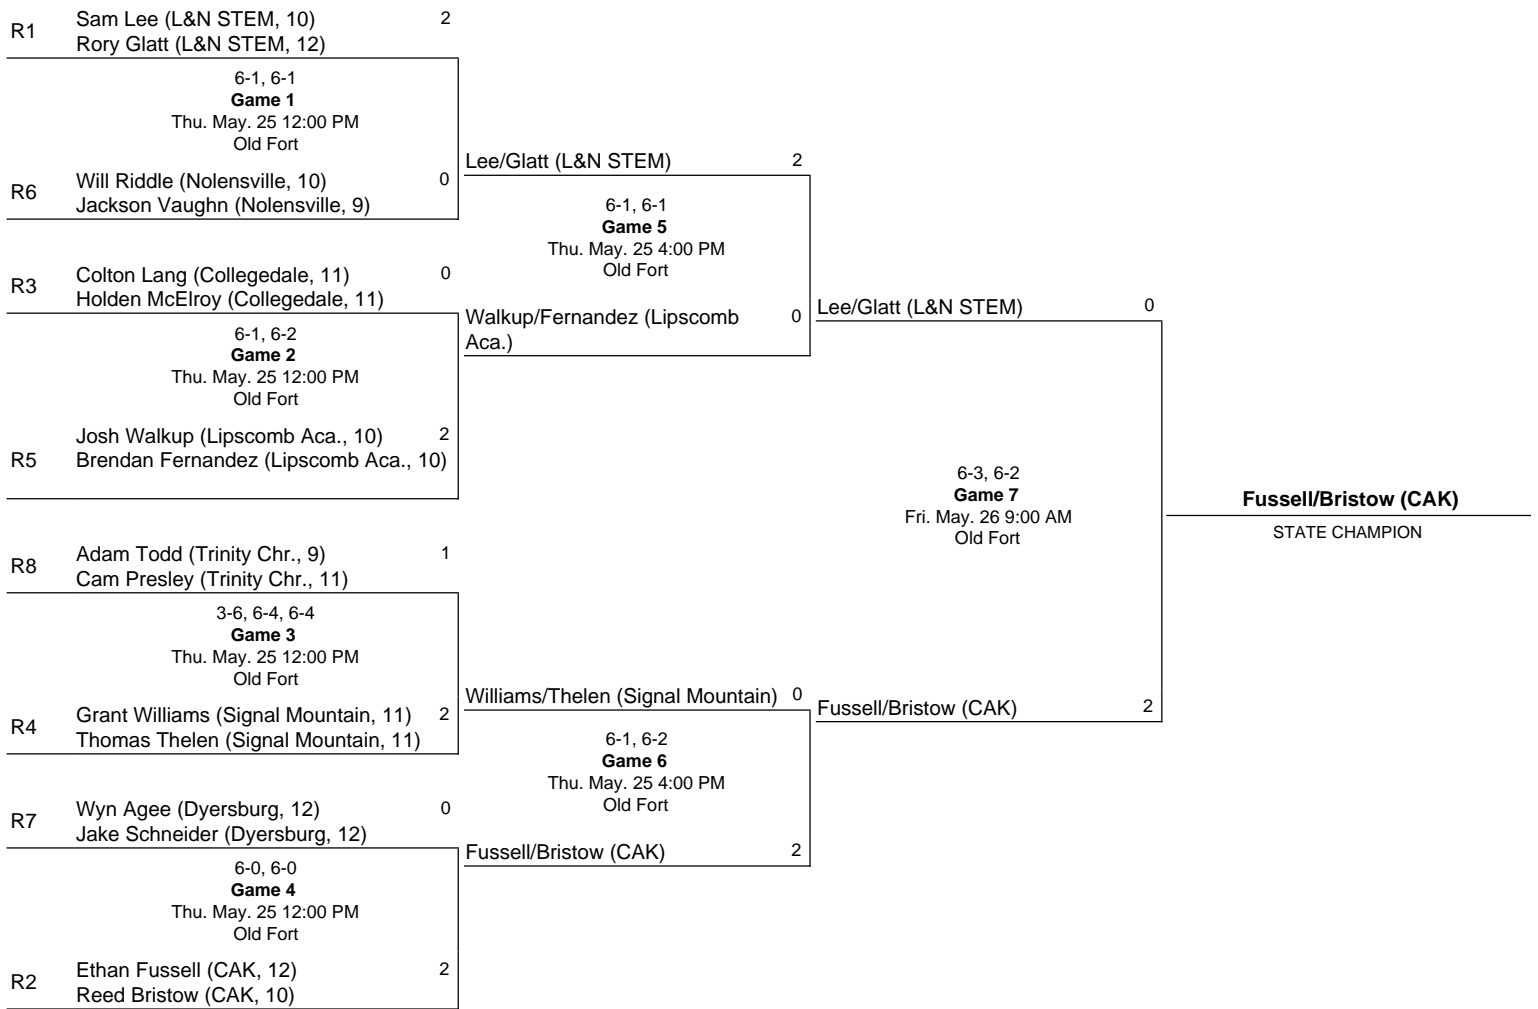 R1
Sam Lee (L&N STEM, 10) 2
Rory Glatt (L&N STEM, 12)
6-1, 6-1
Game 1
Thu. May. 25 12:00 PM
Old Fort
R6
Will Riddle (Nolensville, 10) 0
Jackson Vaughn (Nolensville, 9)
R3
Colton Lang (Collegedale, 11) 0
Holden McElroy (Collegedale, 11)
6-1, 6-2
Game 2
Thu. May. 25 12:00 PM
Old Fort
R5
Josh Walkup (Lipscomb Aca., 10) 2
Brendan Fernandez (Lipscomb Aca., 10)
R8
Adam Todd (Trinity Chr., 9) 1
Cam Presley (Trinity Chr., 11)
3-6, 6-4, 6-4
Game 3
Thu. May. 25 12:00 PM
Old Fort
R4
Grant Williams (Signal Mountain, 11) 2
Thomas Thelen (Signal Mountain, 11)
R7
Wyn Agee (Dyersburg, 12) 0
Jake Schneider (Dyersburg, 12)
6-0, 6-0
Game 4
Thu. May. 25 12:00 PM
Old Fort
R2
Ethan Fussell (CAK, 12) 2
Reed Bristow (CAK, 10)
Lee/Glatt (L&N STEM) 2
6-1, 6-1
Game 5
Thu. May. 25 4:00 PM
Old Fort
Walkup/Fernandez (Lipscomb 0
Aca.)
Williams/Thelen (Signal Mountain) 0
6-1, 6-2
Game 6
Thu. May. 25 4:00 PM
Old Fort
Fussell/Bristow (CAK) 2
Lee/Glatt (L&N STEM) 0
6-3, 6-2
Game 7
Fri. May. 26 9:00 AM
Old Fort
Fussell/Bristow (CAK) 2
Fussell/Bristow (CAK)
STATE CHAMPION